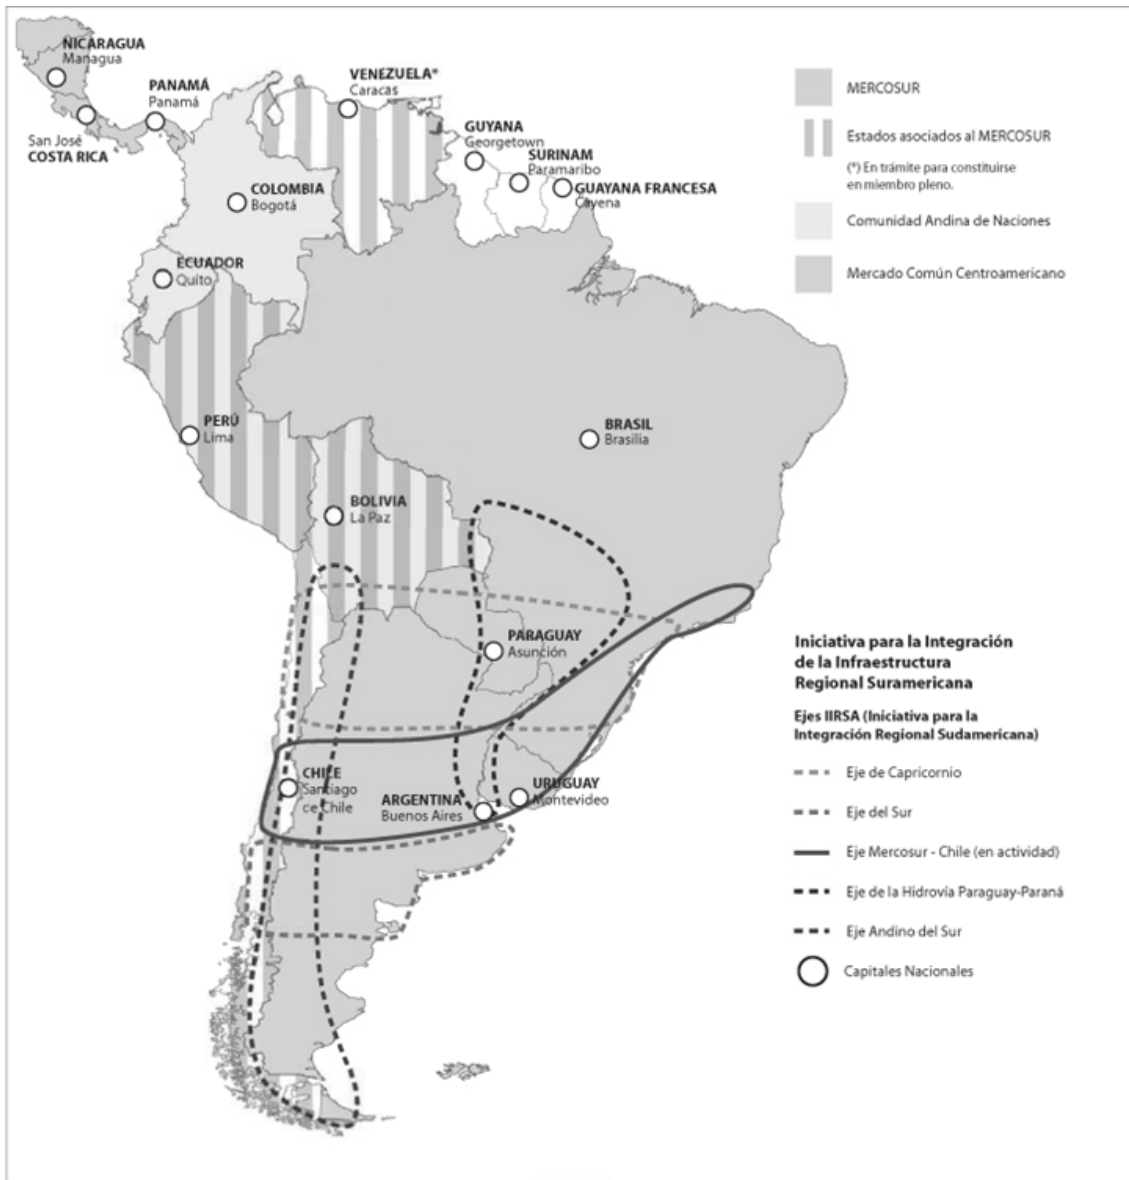 NICARAGUA
Managua
PANAMÁ
Panamá
San José
COSTA RICA
VENEZUELA*
Caracas
GUYANA
Georgetown
SURINAM
Paramaribo
GUAYANA FRANCESA
Cayena
COLOMBIA
Bogotá
ECUADOR
Quito
PERÚ
Lima
BRASIL
Brasilia
BOLIVIA
La Paz
PARAGUAY
Asunción
CHILE
Santiago
de Chile
ARGENTINA
Buenos Aires
URUGUAY
Montevideo
MERCOSUR
Estados asociados al MERCOSUR
(*) En trámite para constituirse
en miembro pleno.
Comunidad Andina de Naciones
Mercado Común Centroamericano
Iniciativa para la Integración
de la Infraestructura
Regional Suramericana
Ejes IIRSA (Iniciativa para la
Integración Regional Sudamericana)
Eje de Capricornio
Eje del Sur
Eje Mercosur - Chile (en actividad)
Eje de la Hidrovía Paraguay-Paraná
Eje Andino del Sur
Capitales Nacionales